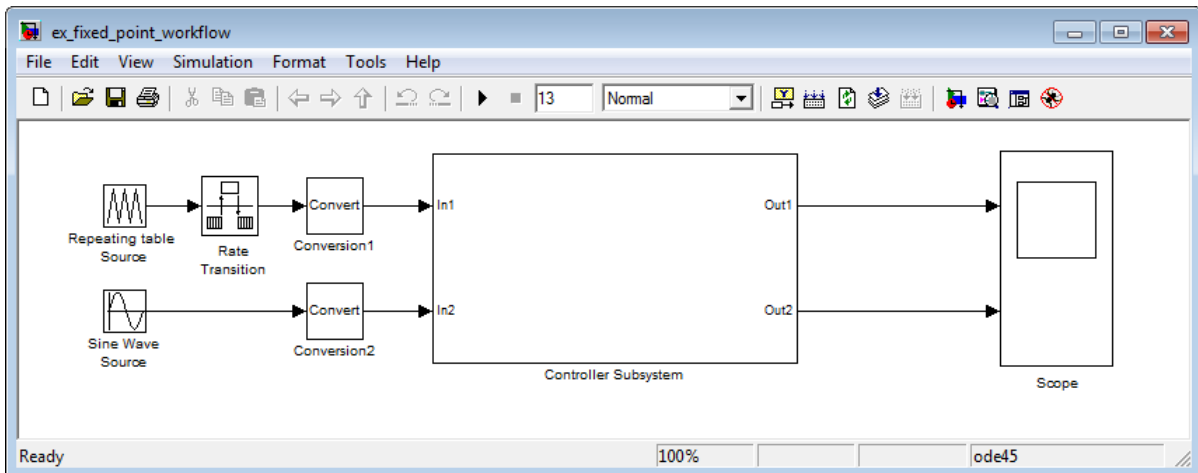 ex_fixed_point_workflow
File Edit View Simulation Format Tools Help
13 Normal
Repeating table
Source
Rate
Transition
Convert
Conversion1
In1
Out1
Sine Wave
Source
Convert
Conversion2
In2
Out2
Controller Subsystem
Scope
Ready 100% ode45